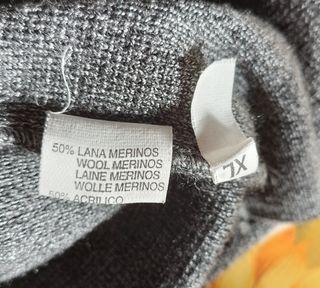 50% LANA MERINOS
WOOL MERINOS
LAINE MERINOS
WOLLE MERINOS
50% ACRILICO
XL